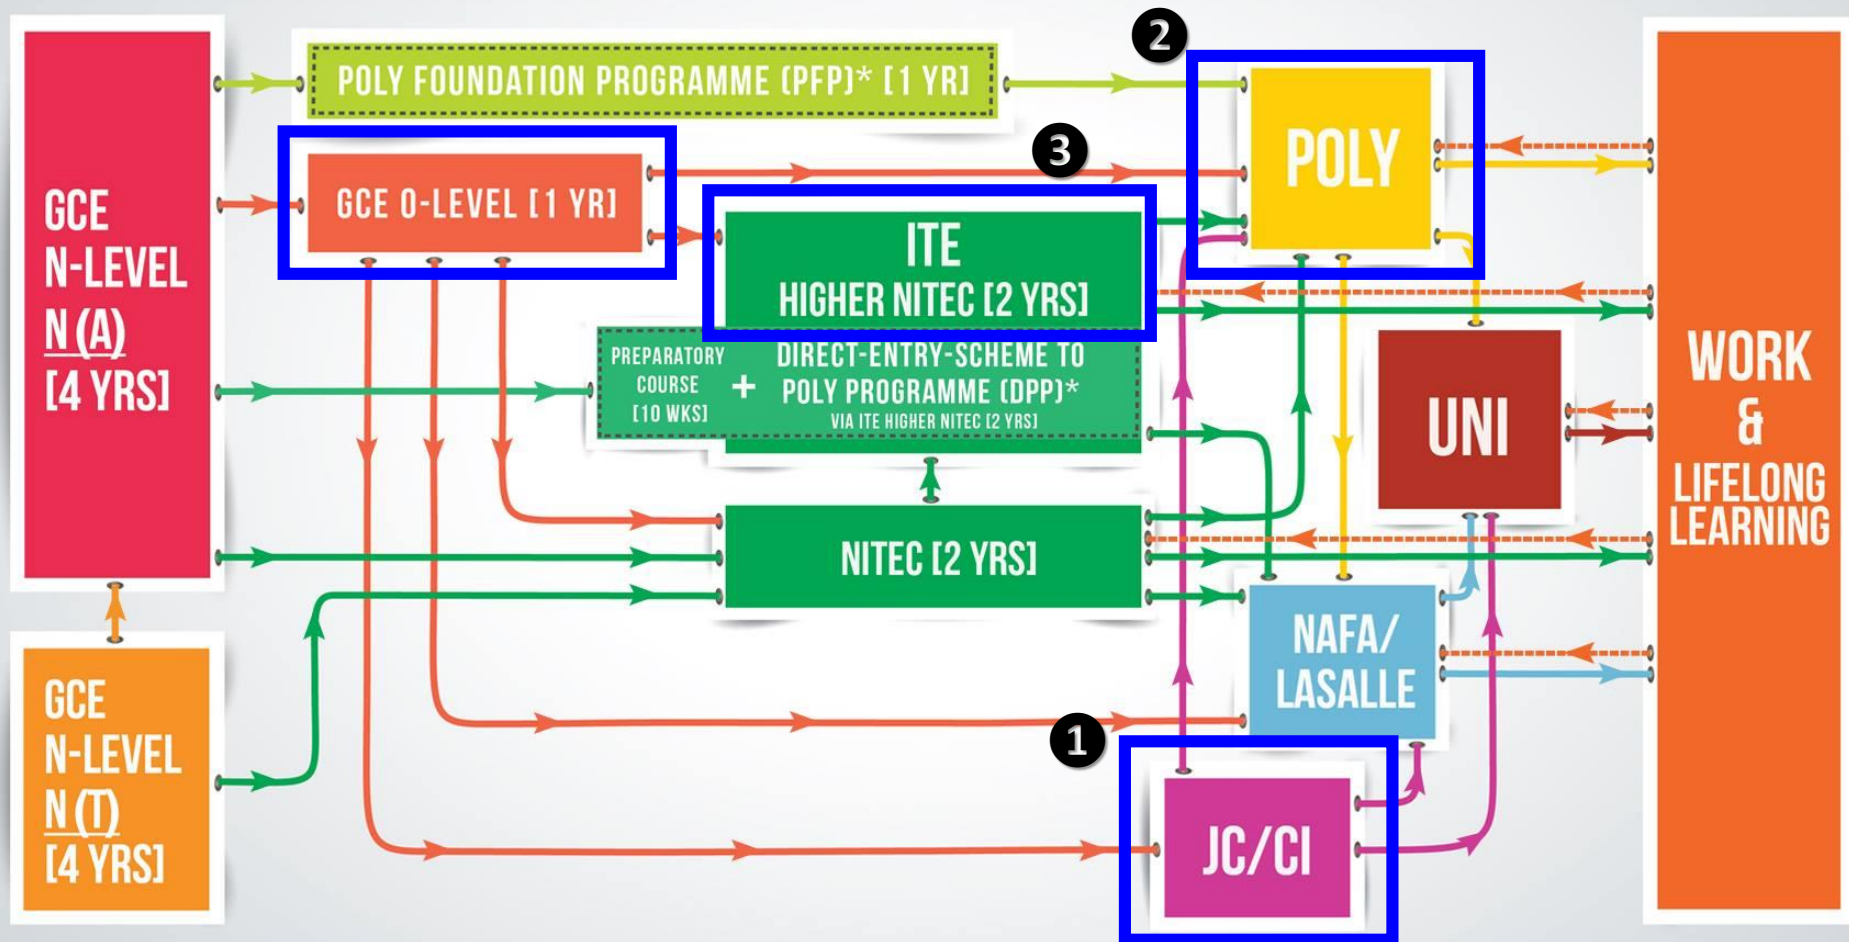 GCE
N-LEVEL
N(A)
[4 YRS]
POLY FOUNDATION PROGRAMME (PFP)* [1 YR]
2
POLY
3
GCE O-LEVEL [1 YR]
ITE
HIGHER NITEC [2 YRS]
PREPARATORY
COURSE
[10 WKS]
+
DIRECT-ENTRY-SCHEME TO
POLY PROGRAMME (DPP)*
VIA ITE HIGHER NITEC [2 YRS]
UNI
WORK
&
LIFELONG
LEARNING
NITEC [2 YRS]
NAFA/
LASALLE
GCE
N-LEVEL
N(T)
[4 YRS]
1
JC/CI